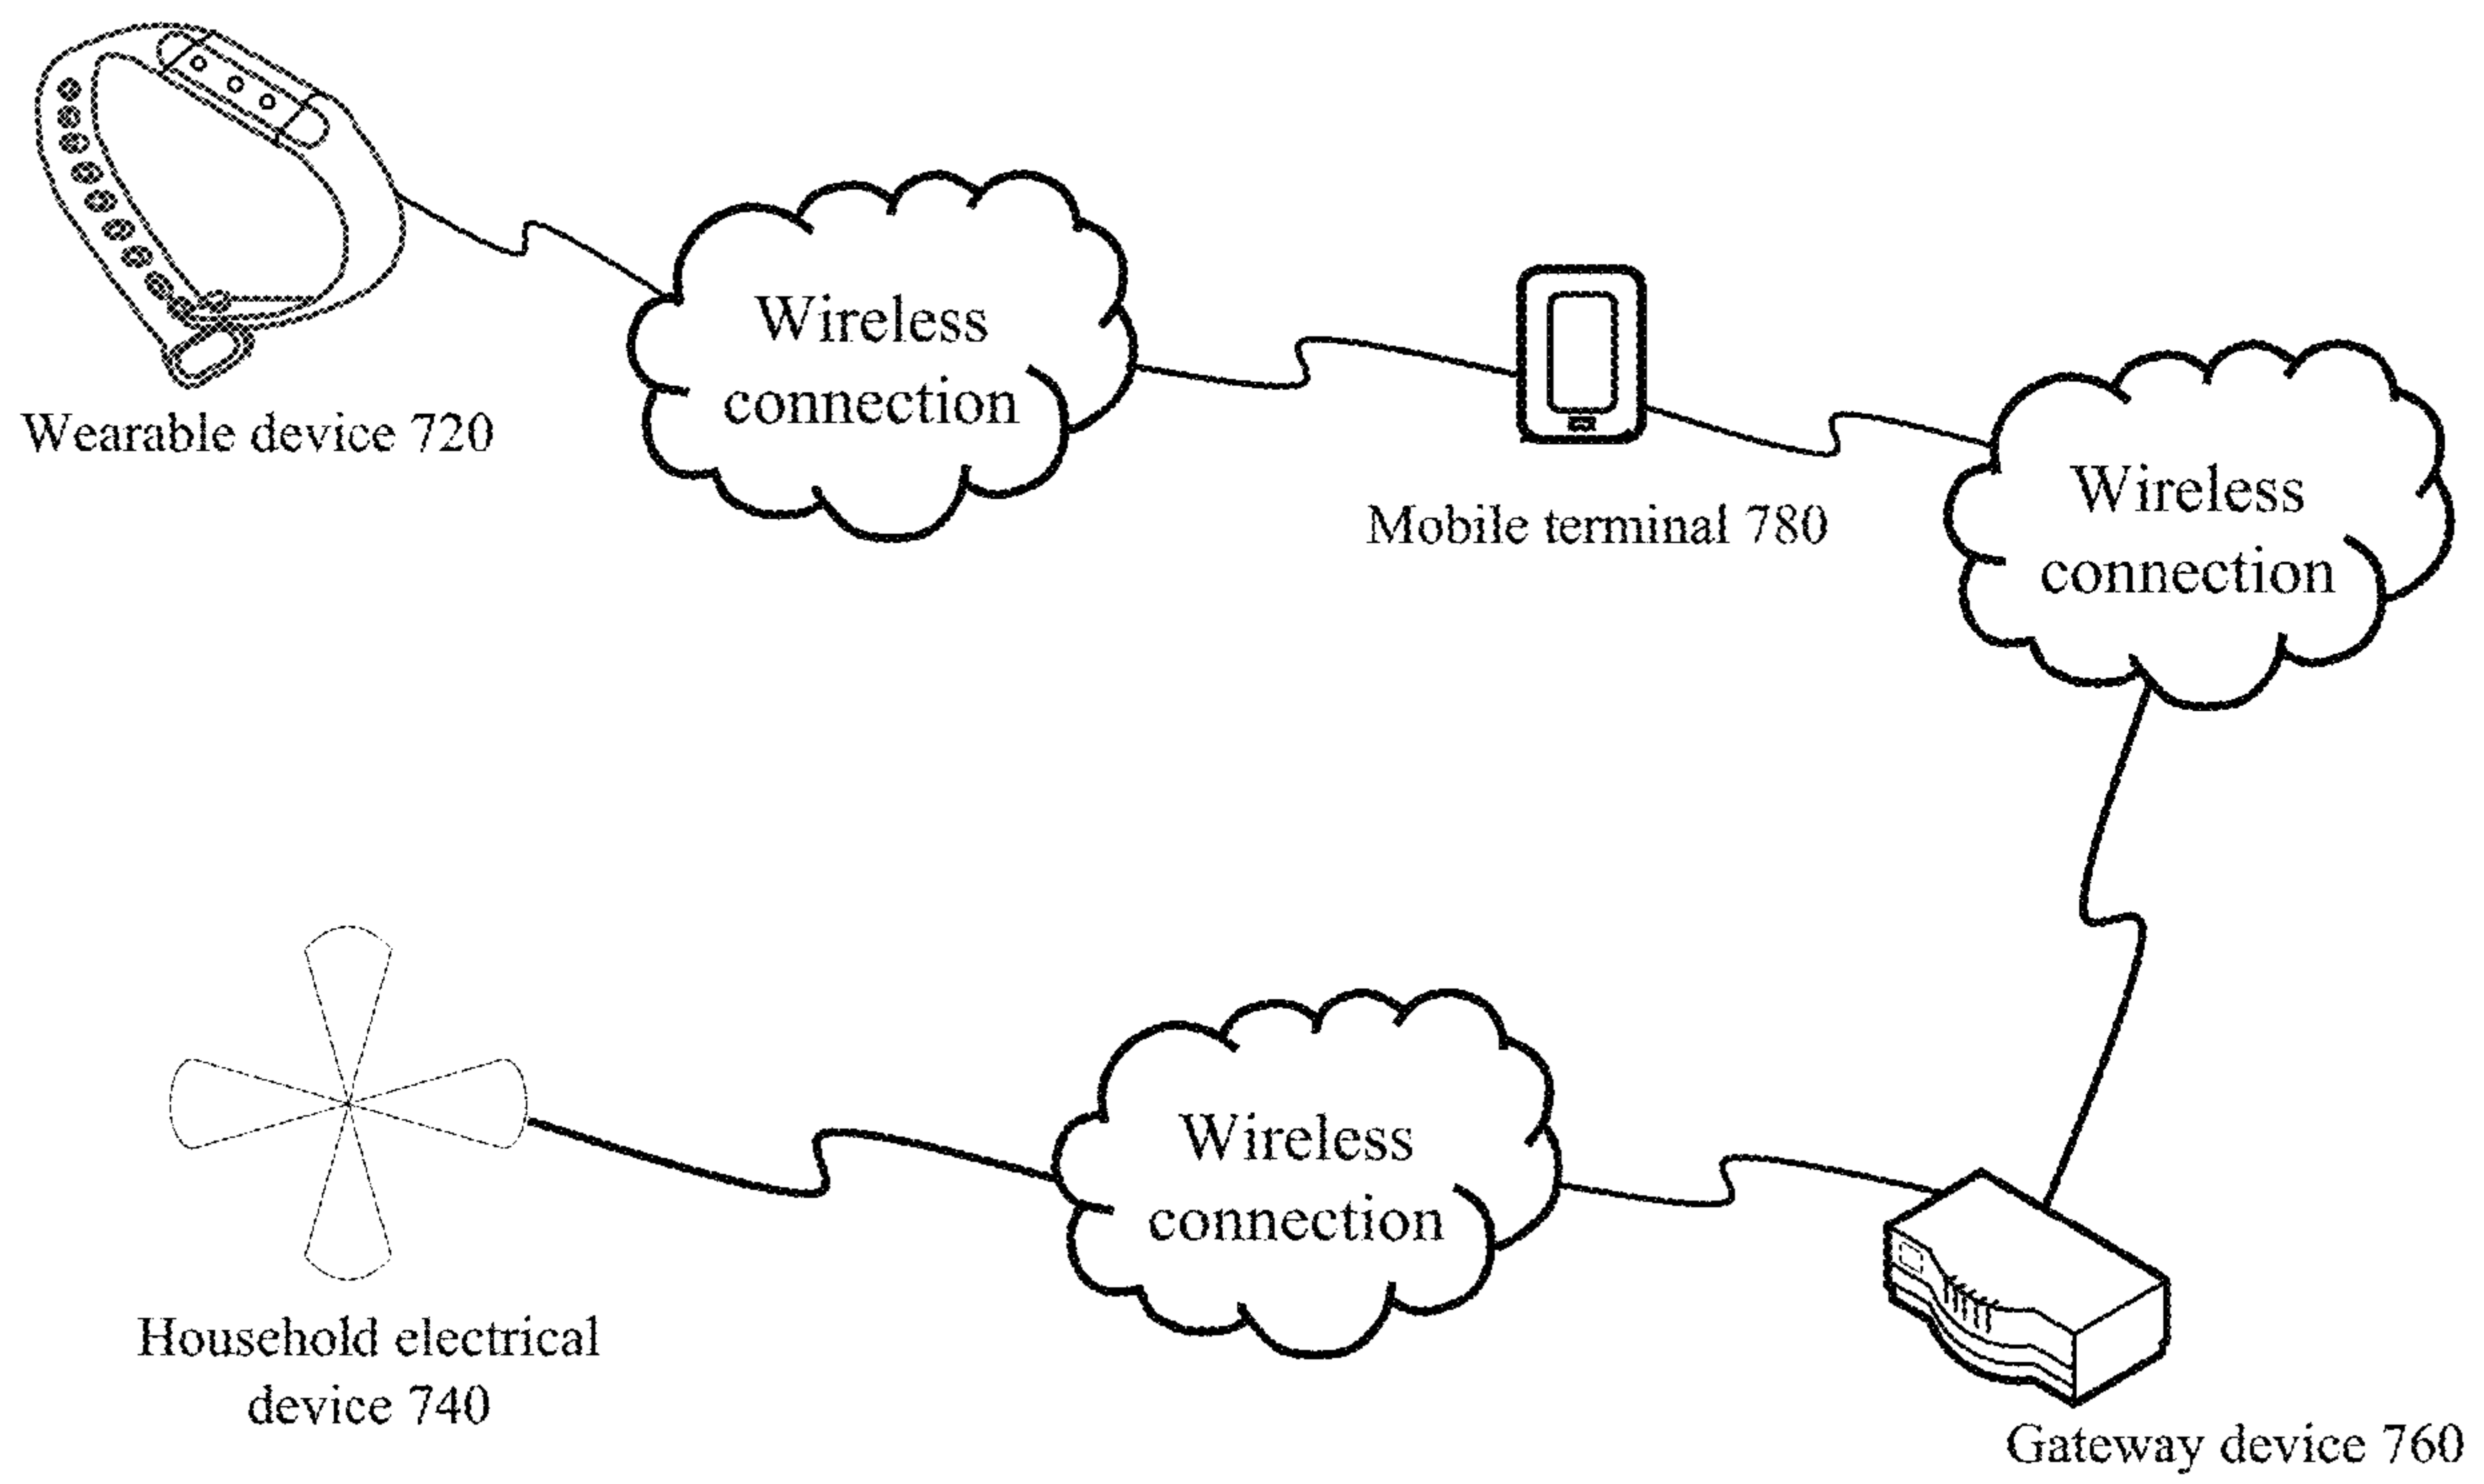 Wireless
connection
Wearable device 720
Mobile terminal 780
Wireless
connection
Wireless
connection
Household electrical
device 740
Gateway device 760